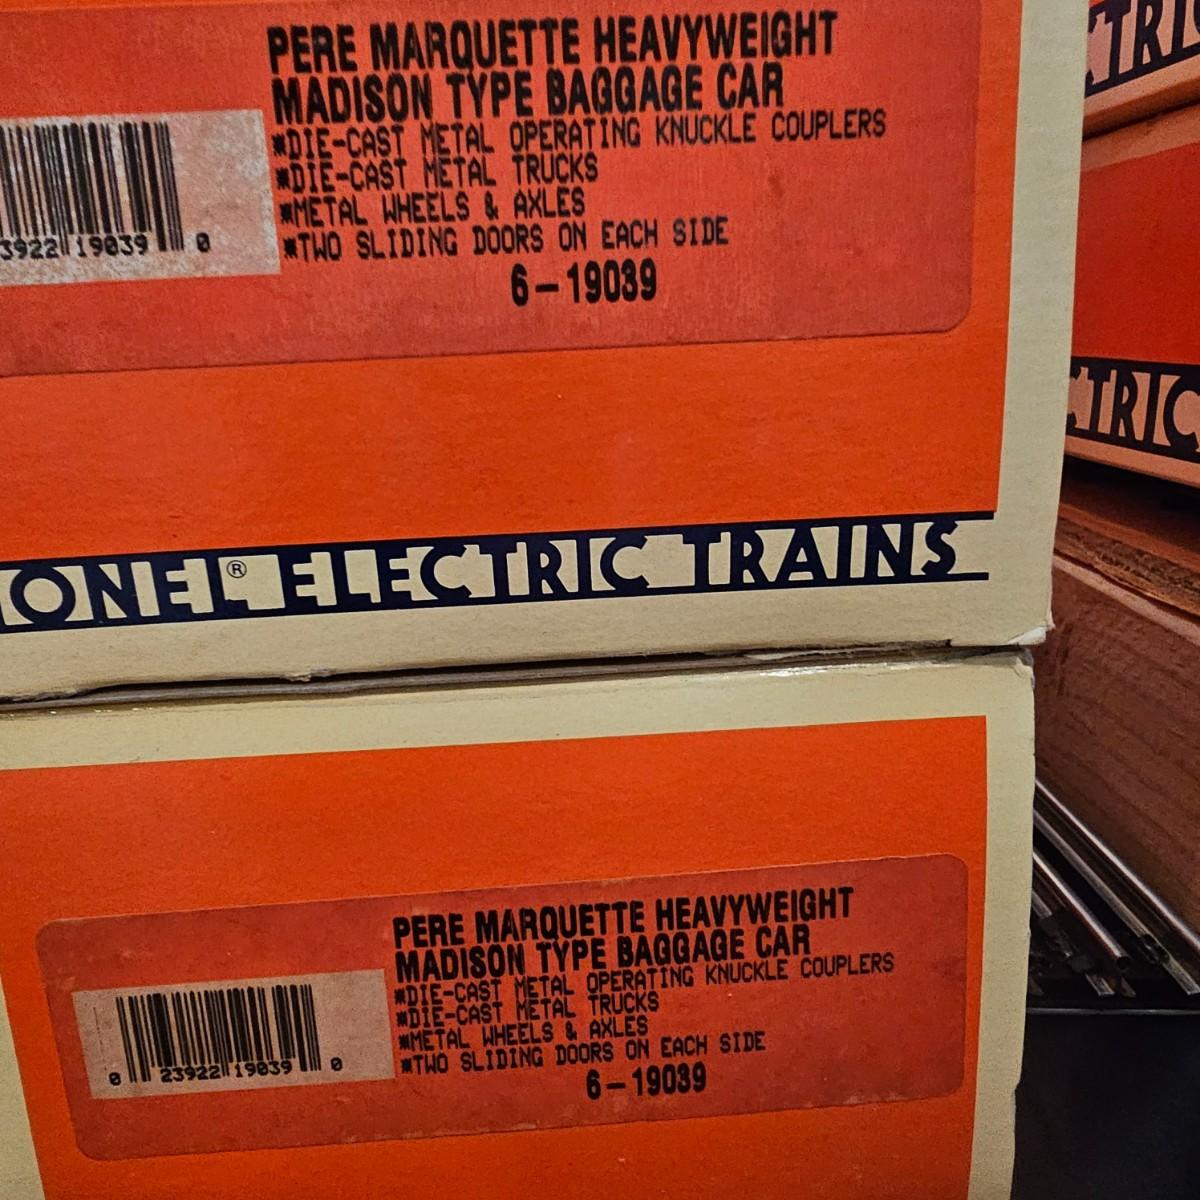 PERE MARQUETTE HEAVYWEIGHT
MADISON TYPE BAGGAGE CAR
*DIE-CAST METAL OPERATING KNUCKLE COUPLERS
*DIE-CAST METAL TRUCKS
*METAL WHEELS & AXLES
*TWO SLIDING DOORS ON EACH SIDE
6-19039
3922 19039 0
ONEL® ELECTRIC TRAINS
CTRIC
CTRIC
PERE MARQUETTE HEAVYWEIGHT
MADISON TYPE BAGGAGE CAR
*DIE-CAST METAL OPERATING KNUCKLE COUPLERS
*DIE-CAST METAL TRUCKS
*METAL WHEELS & AXLES
*TWO SLIDING DOORS ON EACH SIDE
6-19039
0 23922 19039 0